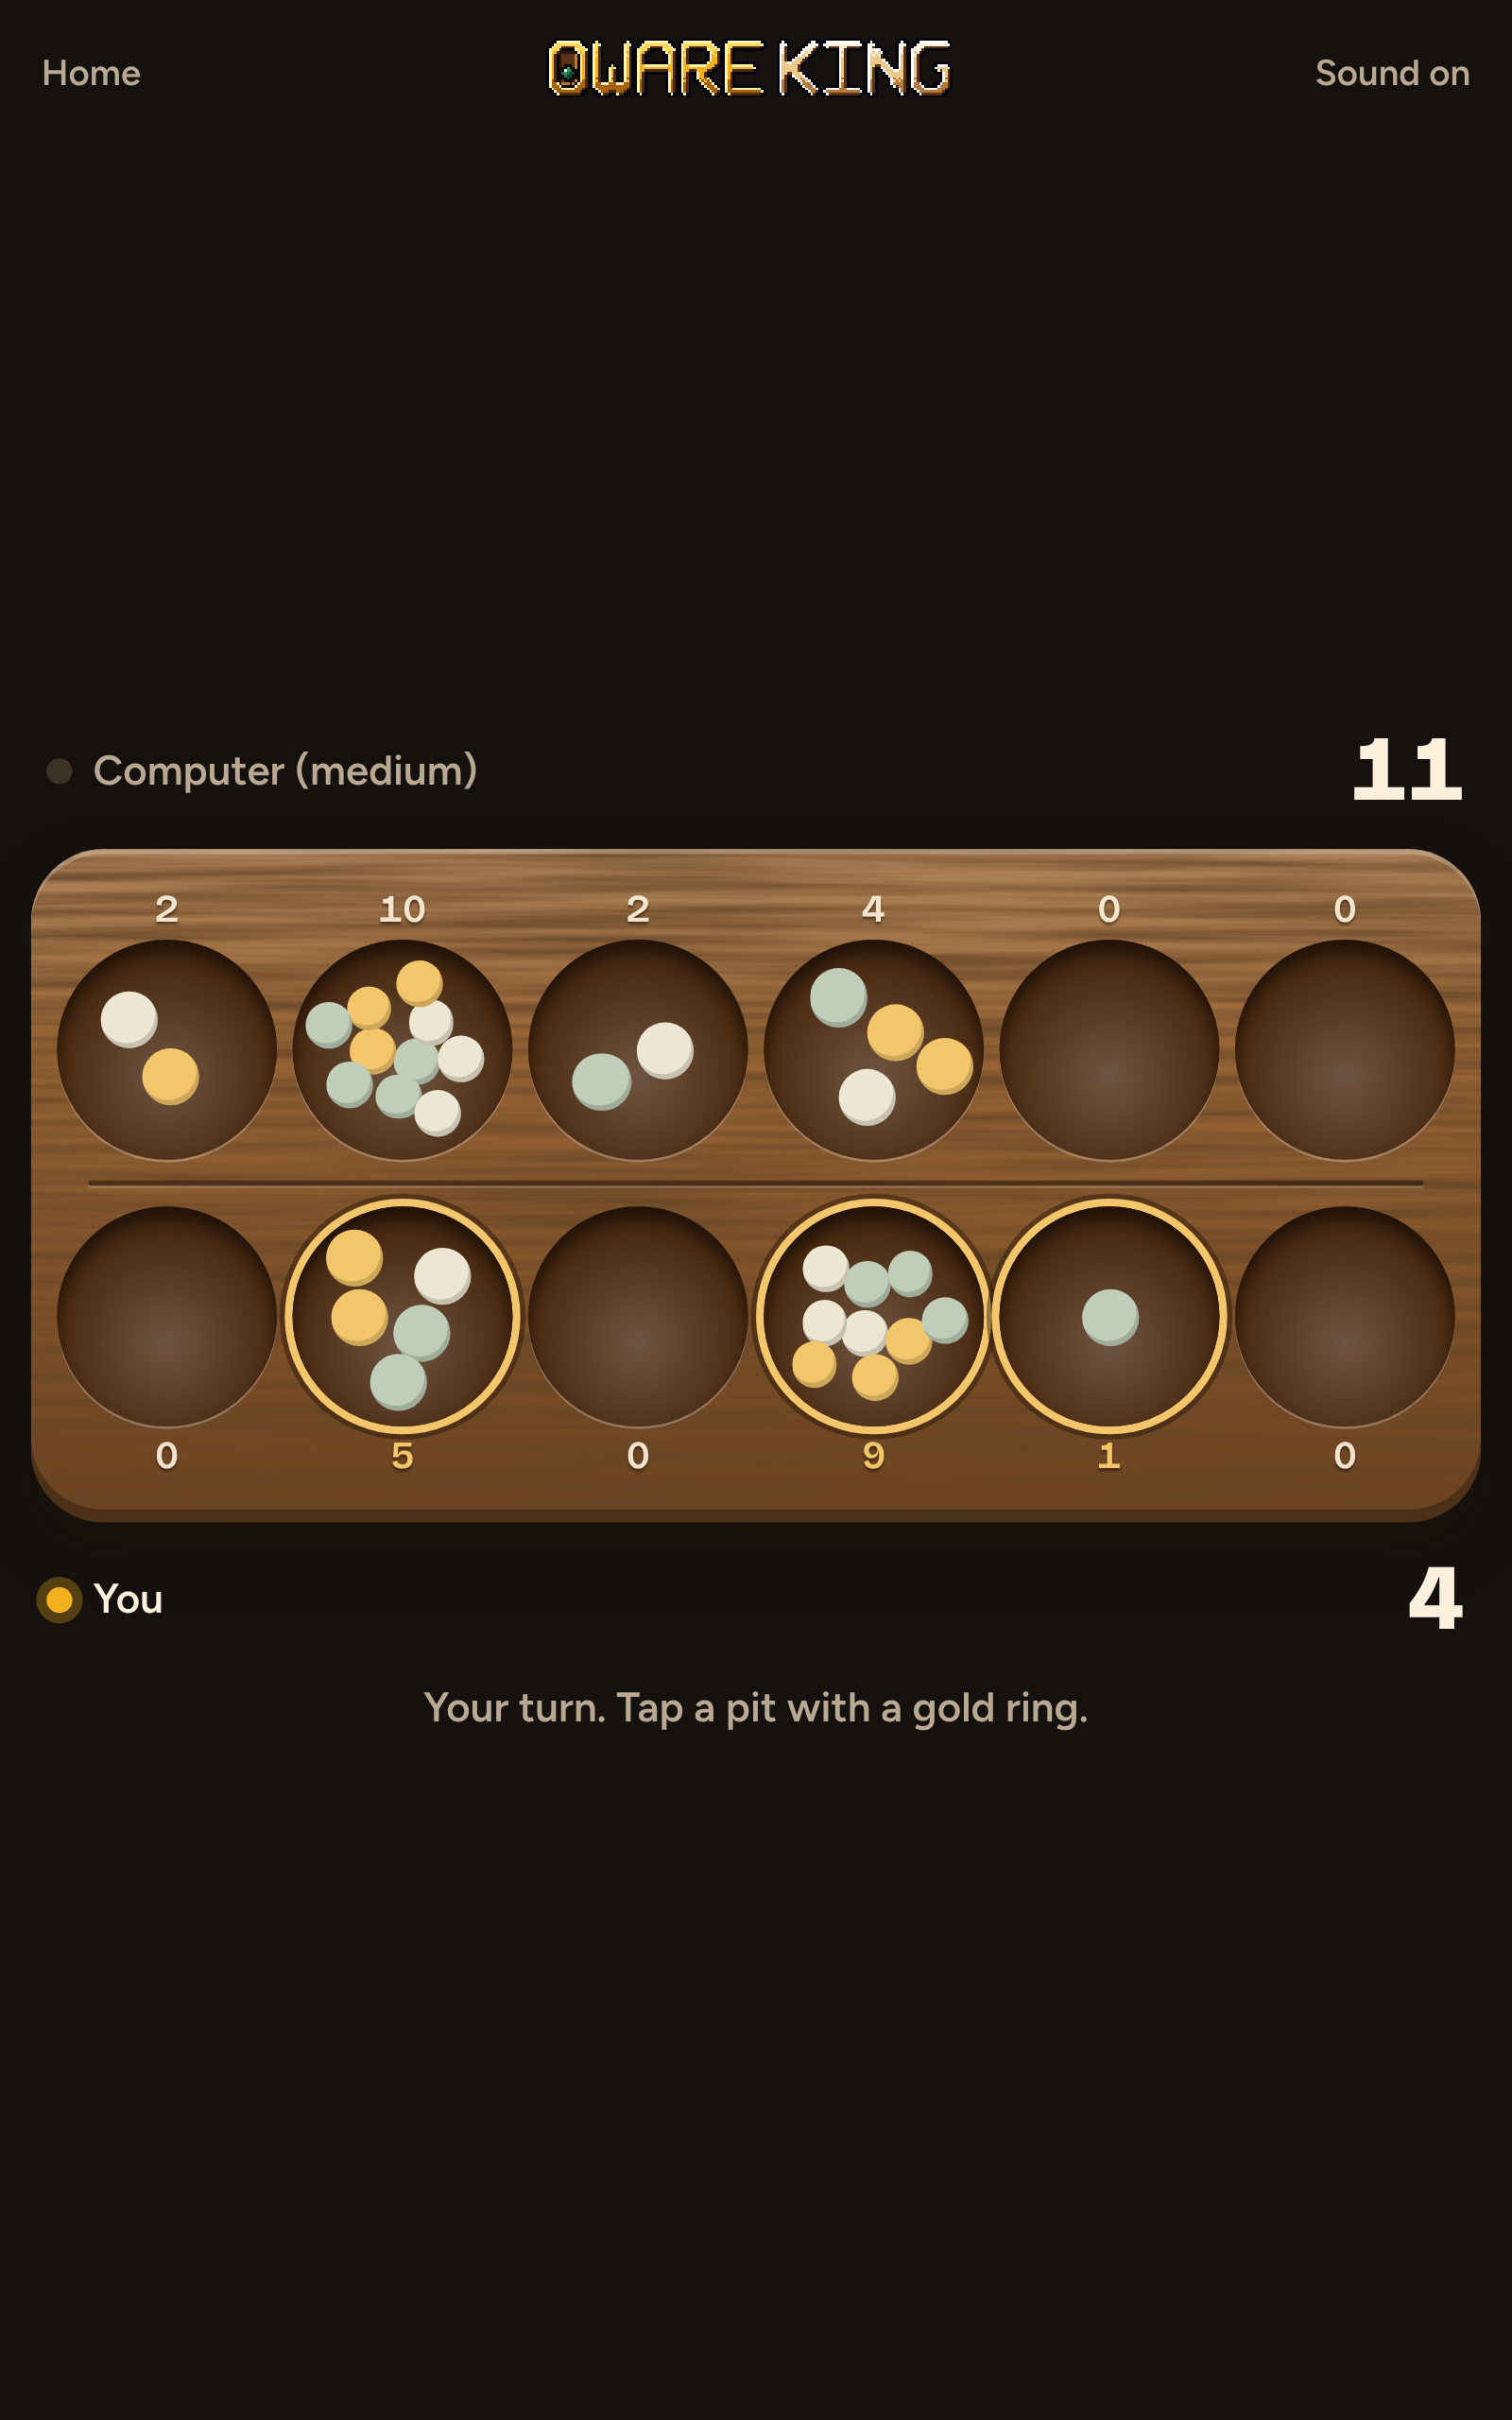 Home
OWARE KING
Sound on
Computer (medium)
11
2 10 2 4 0 0
0 5 0 9 1 0
You
4
Your turn. Tap a pit with a gold ring.